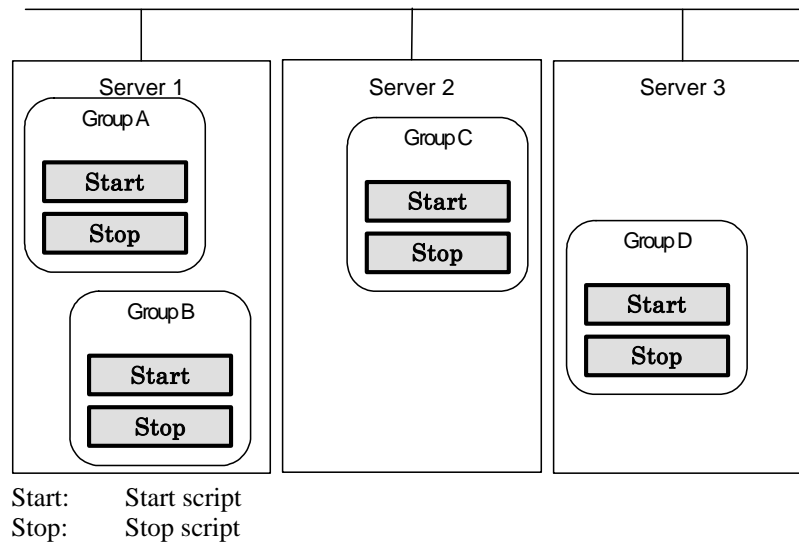 Server 1
Group A
Start
Stop
Group B
Start
Stop
Server 2
Group C
Start
Stop
Server 3
Group D
Start
Stop
Start: Start script
Stop: Stop script